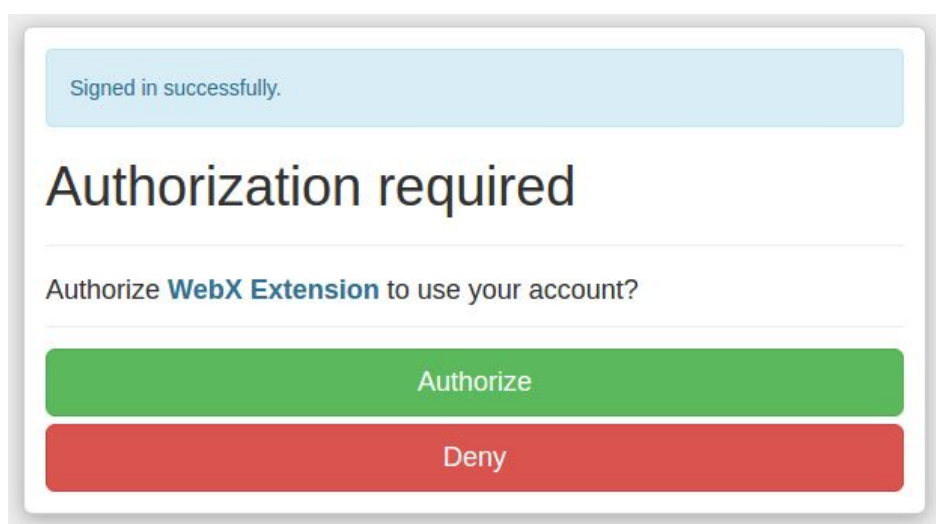 Signed in successfully.
Authorization required
Authorize WebX Extension to use your account?
Authorize
Deny